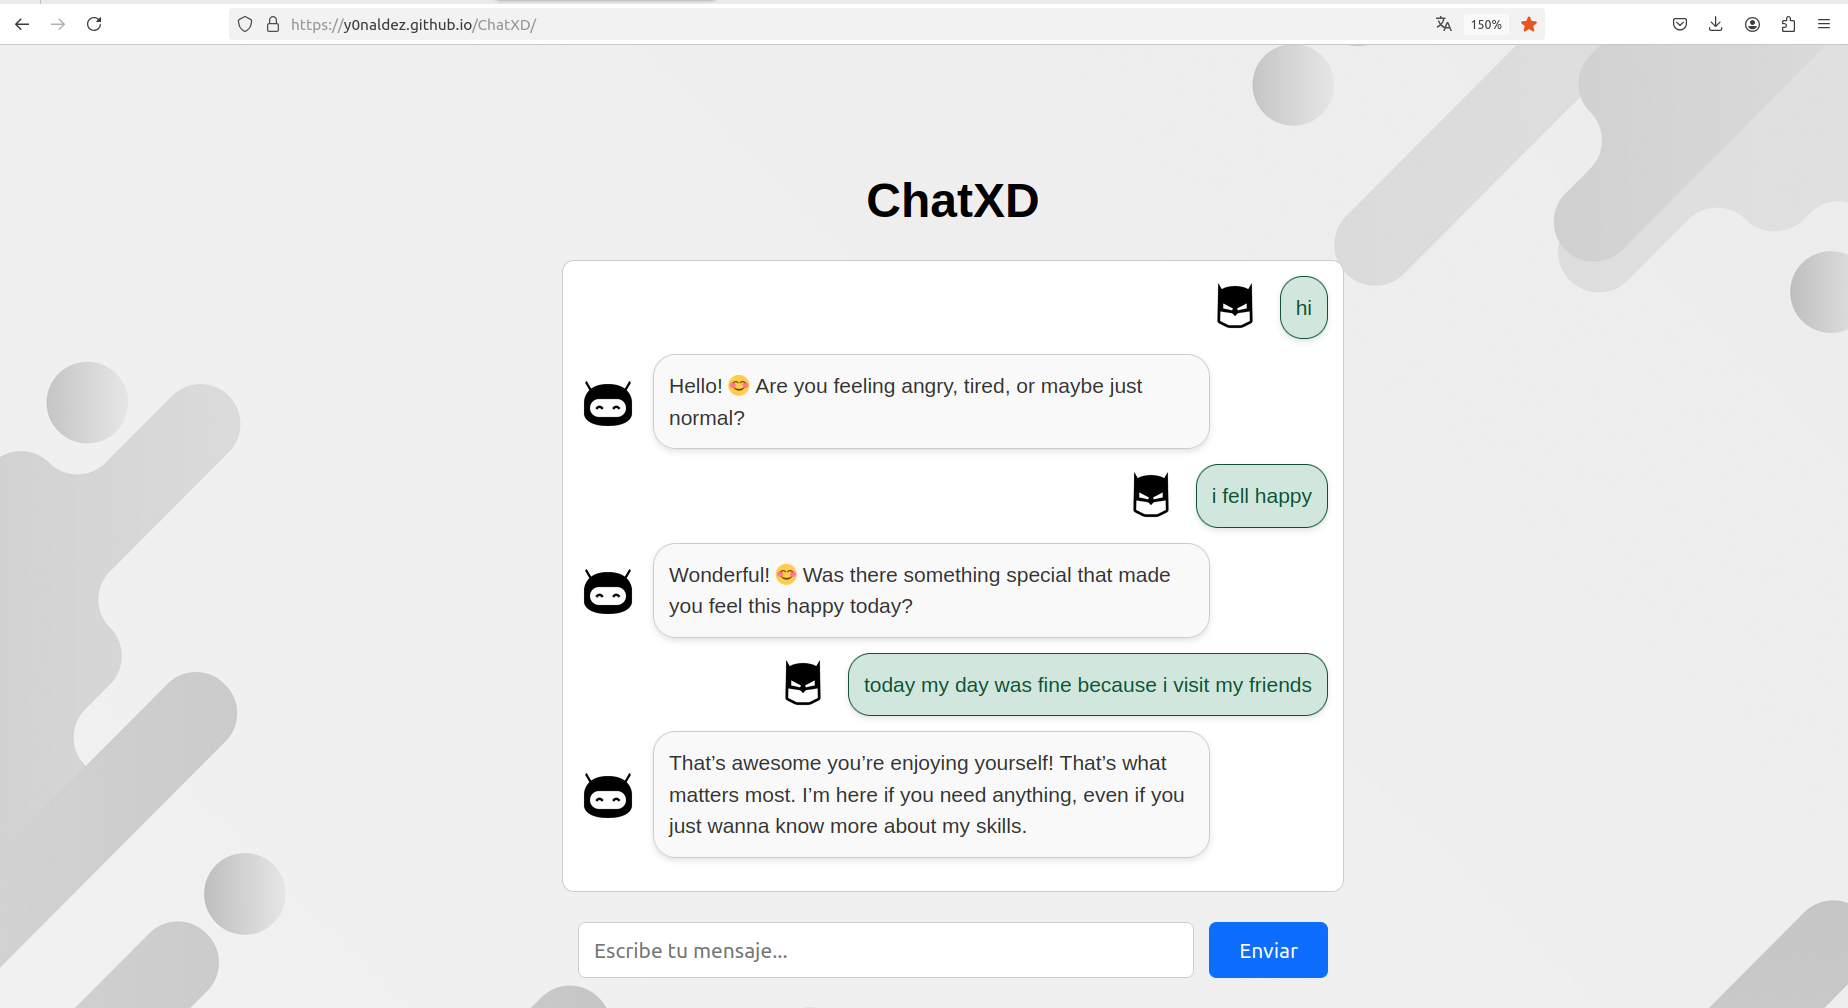 https://y0naldez.github.io/ChatXD/
150%
ChatXD
hi
Hello! 😊 Are you feeling angry, tired, or maybe just
normal?
i fell happy
Wonderful! 😊 Was there something special that made
you feel this happy today?
today my day was fine because i visit my friends
That’s awesome you’re enjoying yourself! That’s what
matters most. I’m here if you need anything, even if you
just wanna know more about my skills.
Escribe tu mensaje...
Enviar